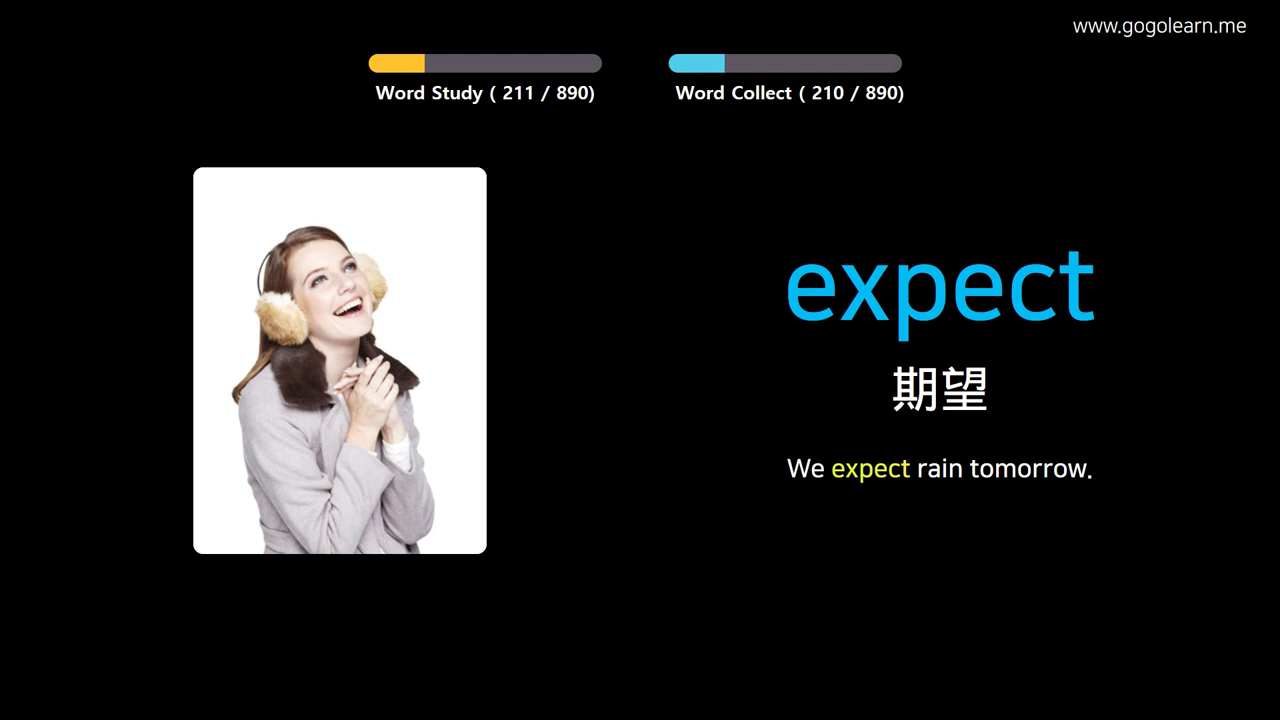 www.gogolearn.me
Word Study ( 211 / 890)
Word Collect ( 210 / 890)
expect
期望
We expect rain tomorrow.